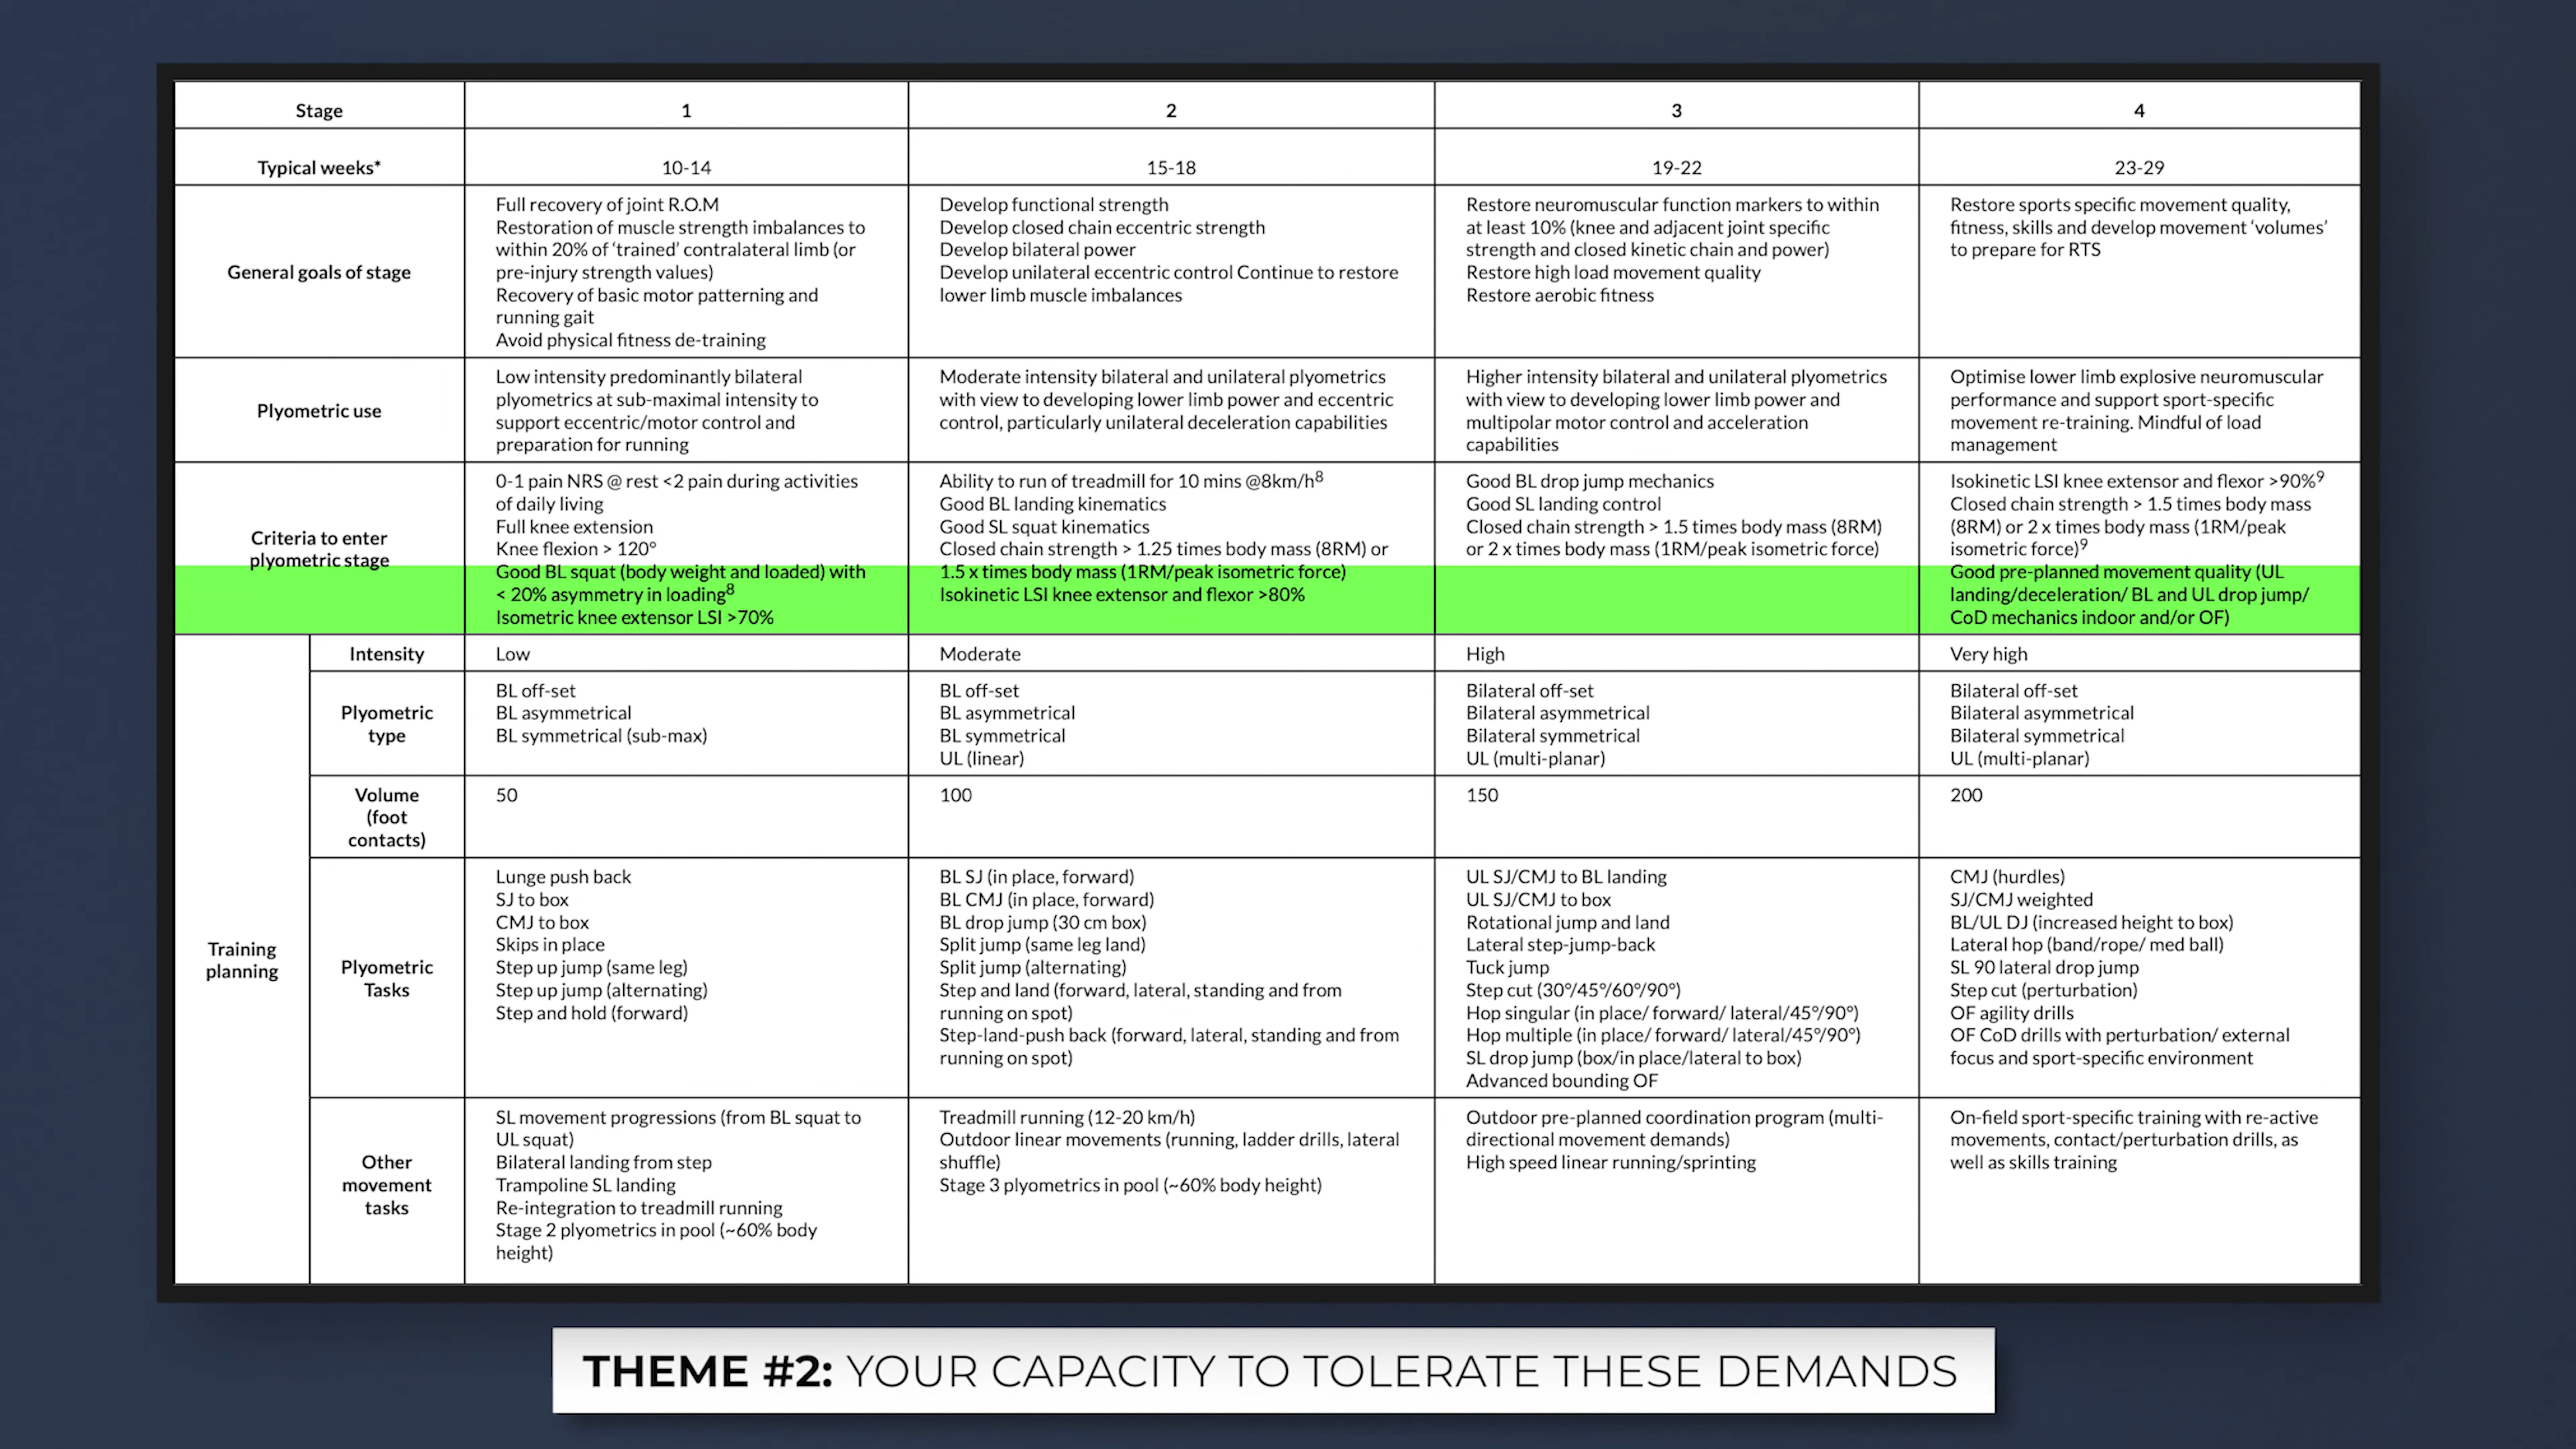 Stage
1
2
3
4
Typical weeks*
10-14
15-18
19-22
23-29
General goals of stage
Full recovery of joint R.O.M
Restoration of muscle strength imbalances to
within 20% of ‘trained’ contralateral limb (or
pre-injury strength values)
Recovery of basic motor patterning and
running gait
Avoid physical fitness de-training
Develop functional strength
Develop closed chain eccentric strength
Develop bilateral power
Develop unilateral eccentric control Continue to restore
lower limb muscle imbalances
Restore neuromuscular function markers to within
at least 10% (knee and adjacent joint specific
strength and closed kinetic chain and power)
Restore high load movement quality
Restore aerobic fitness
Restore sports specific movement quality,
fitness, skills and develop movement ‘volumes’
to prepare for RTS
Plyometric use
Low intensity predominantly bilateral
plyometrics at sub-maximal intensity to
support eccentric/motor control and
preparation for running
Moderate intensity bilateral and unilateral plyometrics
with view to developing lower limb power and eccentric
control, particularly unilateral deceleration capabilities
Higher intensity bilateral and unilateral plyometrics
with view to developing lower limb power and
multipolar motor control and acceleration
capabilities
Optimise lower limb explosive neuromuscular
performance and support sport-specific
movement re-training. Mindful of load
management
Criteria to enter
plyometric stage
0-1 pain NRS @ rest <2 pain during activities
of daily living
Full knee extension
Knee flexion > 120°
Good BL squat (body weight and loaded) with
< 20% asymmetry in loading8
Isometric knee extensor LSI >70%
Ability to run of treadmill for 10 mins @8km/h8
Good BL landing kinematics
Good SL squat kinematics
Closed chain strength > 1.25 times body mass (8RM) or
1.5 x times body mass (1RM/peak isometric force)
Isokinetic LSI knee extensor and flexor >80%
Good BL drop jump mechanics
Good SL landing control
Closed chain strength > 1.5 times body mass (8RM)
or 2 x times body mass (1RM/peak isometric force)
Isokinetic LSI knee extensor and flexor >90%9
Closed chain strength > 1.5 times body mass
(8RM) or 2 x times body mass (1RM/peak
isometric force)9
Good pre-planned movement quality (UL
landing/deceleration/ BL and UL drop jump/
CoD mechanics indoor and/or OF)
Training
planning
Intensity
Low
Moderate
High
Very high
Plyometric
type
BL off-set
BL asymmetrical
BL symmetrical (sub-max)
BL off-set
BL asymmetrical
BL symmetrical
UL (linear)
Bilateral off-set
Bilateral asymmetrical
Bilateral symmetrical
UL (multi-planar)
Bilateral off-set
Bilateral asymmetrical
Bilateral symmetrical
UL (multi-planar)
Volume
(foot
contacts)
50
100
150
200
Plyometric
Tasks
Lunge push back
SJ to box
CMJ to box
Skips in place
Step up jump (same leg)
Step up jump (alternating)
Step and hold (forward)
BL SJ (in place, forward)
BL CMJ (in place, forward)
BL drop jump (30 cm box)
Split jump (same leg land)
Split jump (alternating)
Step and land (forward, lateral, standing and from
running on spot)
Step-land-push back (forward, lateral, standing and from
running on spot)
UL SJ/CMJ to BL landing
UL SJ/CMJ to box
Rotational jump and land
Lateral step-jump-back
Tuck jump
Step cut (30°/45°/60°/90°)
Hop singular (in place/ forward/ lateral/45°/90°)
Hop multiple (in place/ forward/ lateral/45°/90°)
SL drop jump (box/in place/lateral to box)
Advanced bounding OF
CMJ (hurdles)
SJ/CMJ weighted
BL/UL DJ (increased height to box)
Lateral hop (band/rope/ med ball)
SL 90 lateral drop jump
Step cut (perturbation)
OF agility drills
OF CoD drills with perturbation/ external
focus and sport-specific environment
Other
movement
tasks
SL movement progressions (from BL squat to
UL squat)
Bilateral landing from step
Trampoline SL landing
Re-integration to treadmill running
Stage 2 plyometrics in pool (~60% body
height)
Treadmill running (12-20 km/h)
Outdoor linear movements (running, ladder drills, lateral
shuffle)
Stage 3 plyometrics in pool (~60% body height)
Outdoor pre-planned coordination program (multi-
directional movement demands)
High speed linear running/sprinting
On-field sport-specific training with re-active
movements, contact/perturbation drills, as
well as skills training
THEME #2: YOUR CAPACITY TO TOLERATE THESE DEMANDS